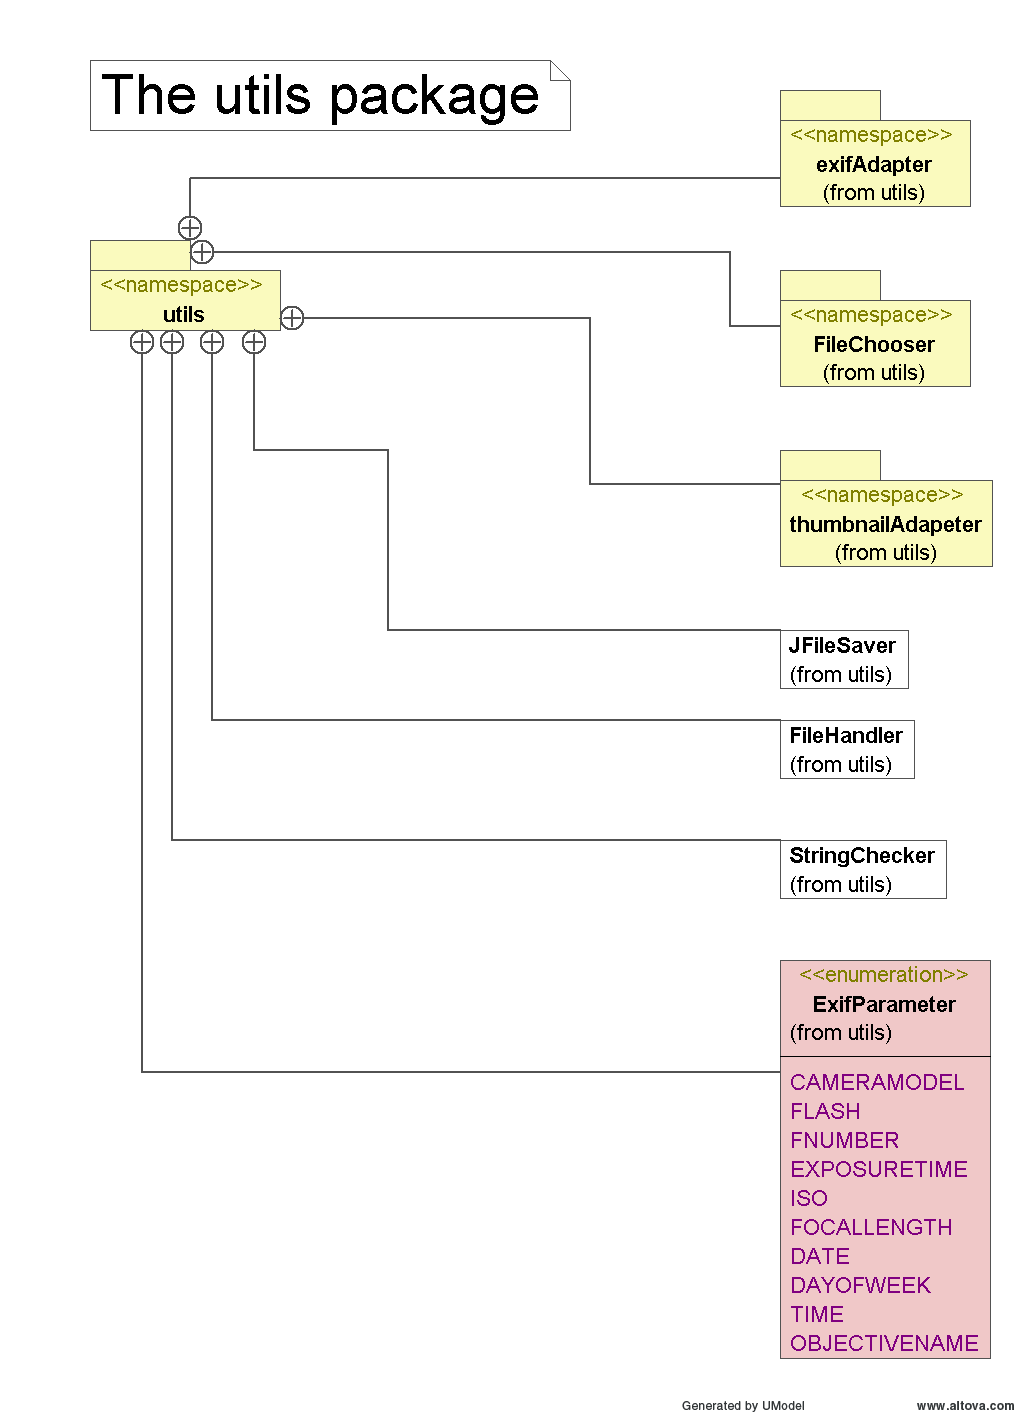 The utils package
<<namespace>>
exifAdapter
(from utils)
<<namespace>>
utils
<<namespace>>
FileChooser
(from utils)
<<namespace>>
thumbnailAdapeter
(from utils)
JFileSaver
(from utils)
FileHandler
(from utils)
StringChecker
(from utils)
<<enumeration>>
ExifParameter
(from utils)
CAMERAMODEL
FLASH
FNUMBER
EXPOSURETIME
ISO
FOCALLENGTH
DATE
DAYOFWEEK
TIME
OBJECTIVENAME
Generated by UModel
www.altova.com